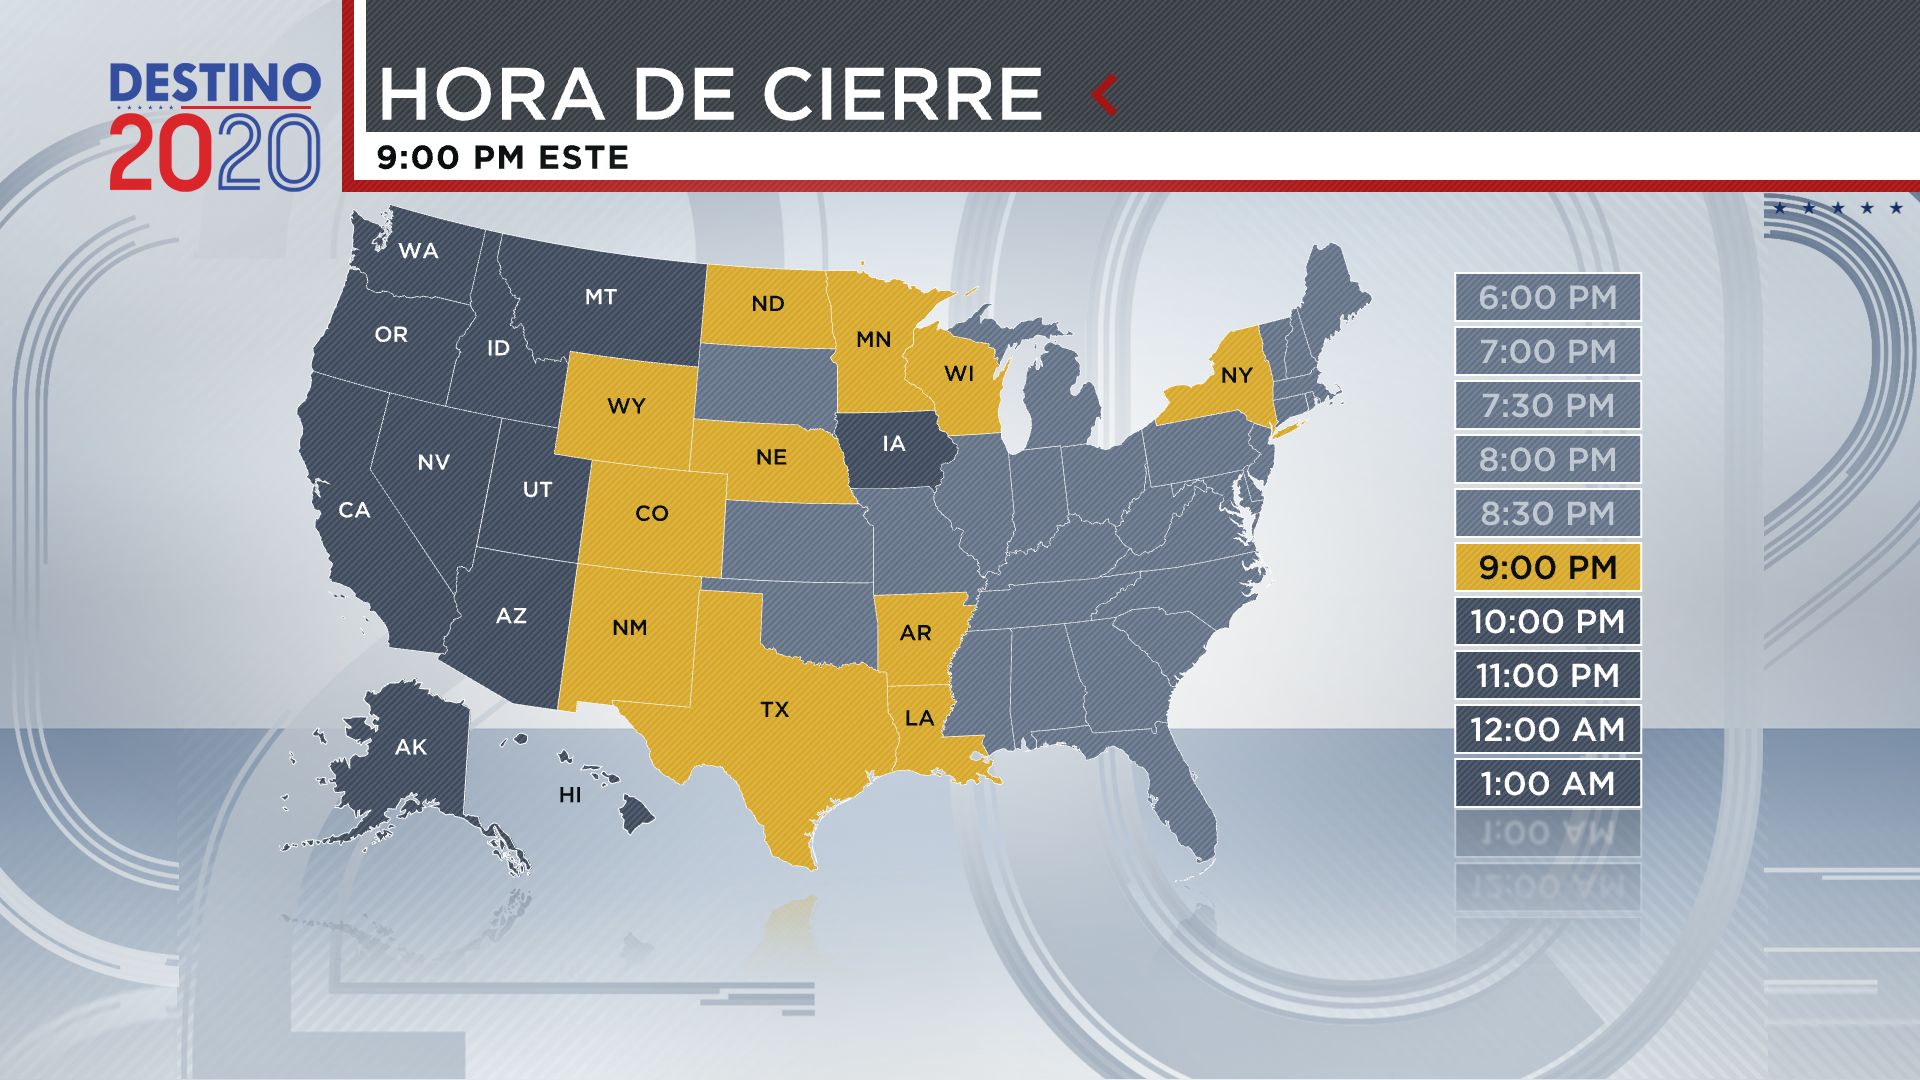 DESTINO
2020
HORA DE CIERRE
9:00 PM ESTE
WA
MT
ND
OR
ID
MN
WI
NY
WY
IA
NV
NE
UT
CA
CO
AZ
NM
AR
TX
LA
AK
HI
6:00 PM
7:00 PM
7:30 PM
8:00 PM
8:30 PM
9:00 PM
10:00 PM
11:00 PM
12:00 AM
1:00 AM